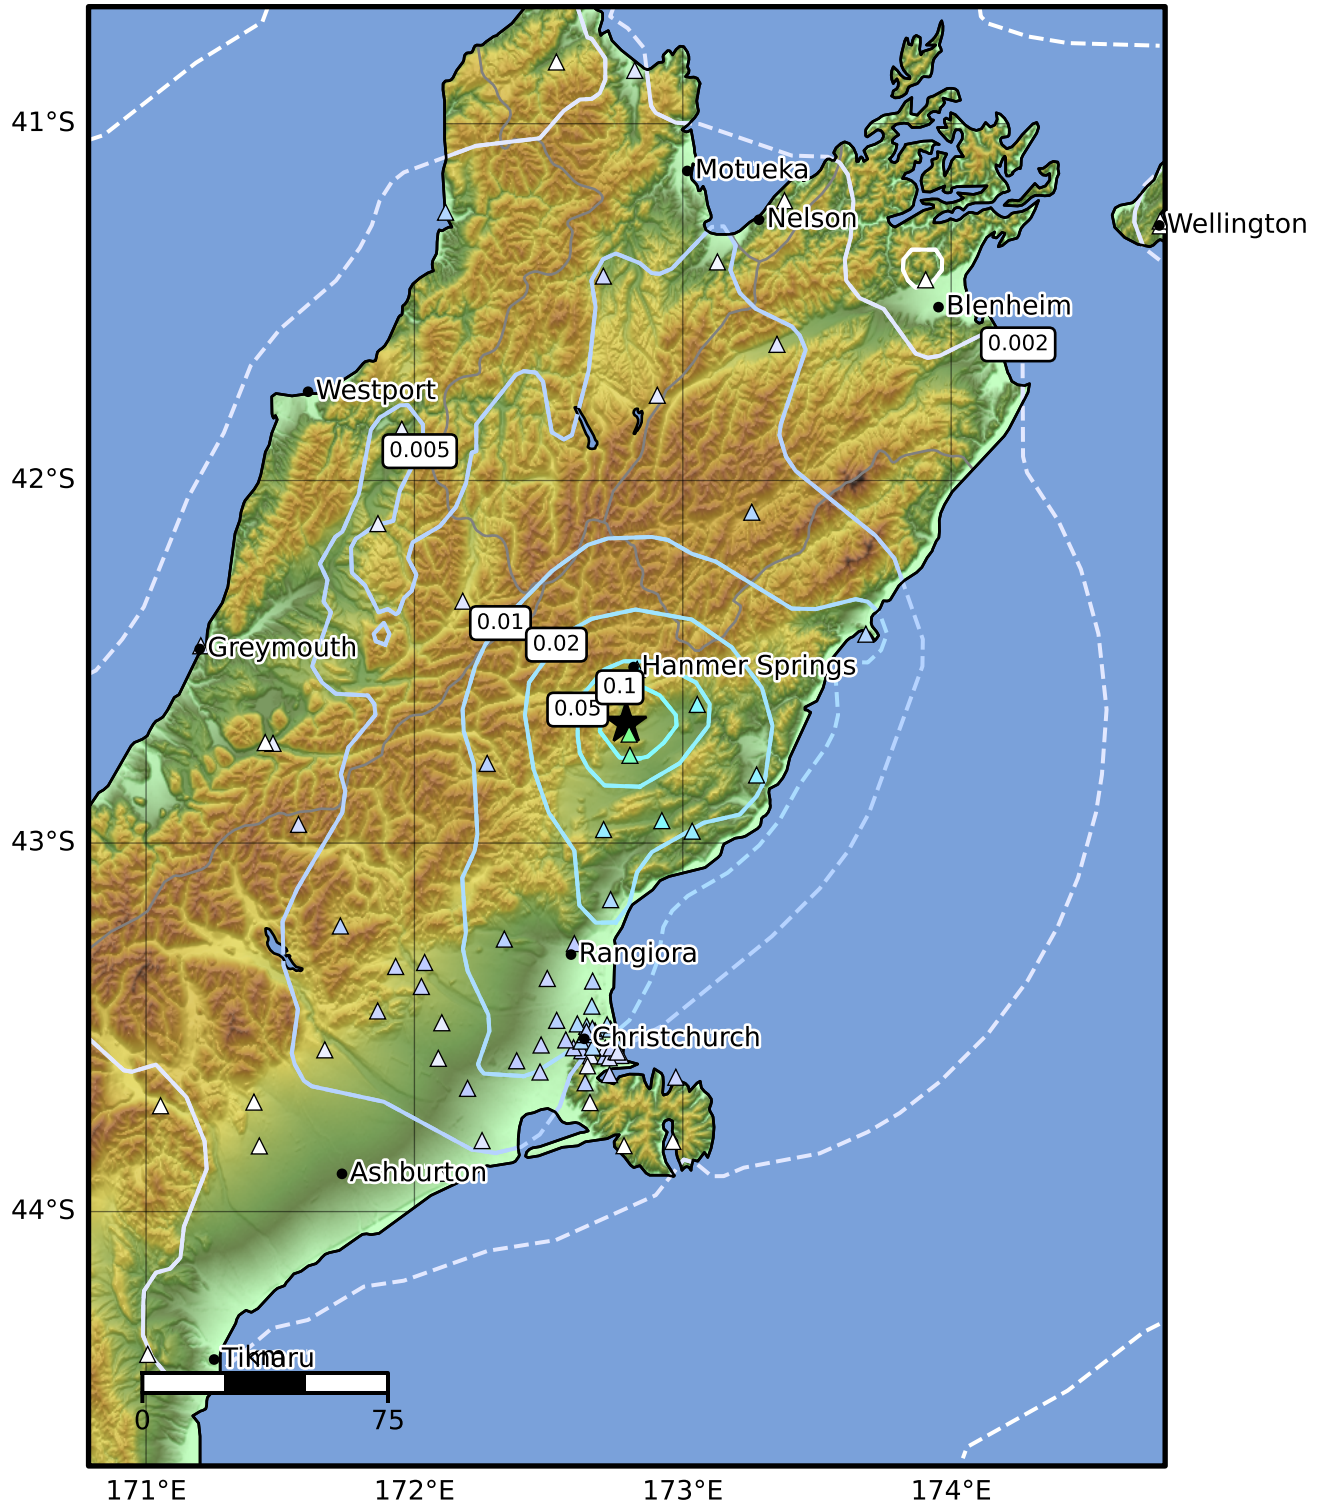 41°S
Motueka
Nelson
Wellington
Blenheim
0.002
Westport
0.005
42°S
0.01
0.02
Greymouth
Hanmer Springs
0.1
0.05
43°S
Rangiora
Christchurch
Ashburton
44°S
Timaru
km
0 75
171°E 172°E 173°E 174°E